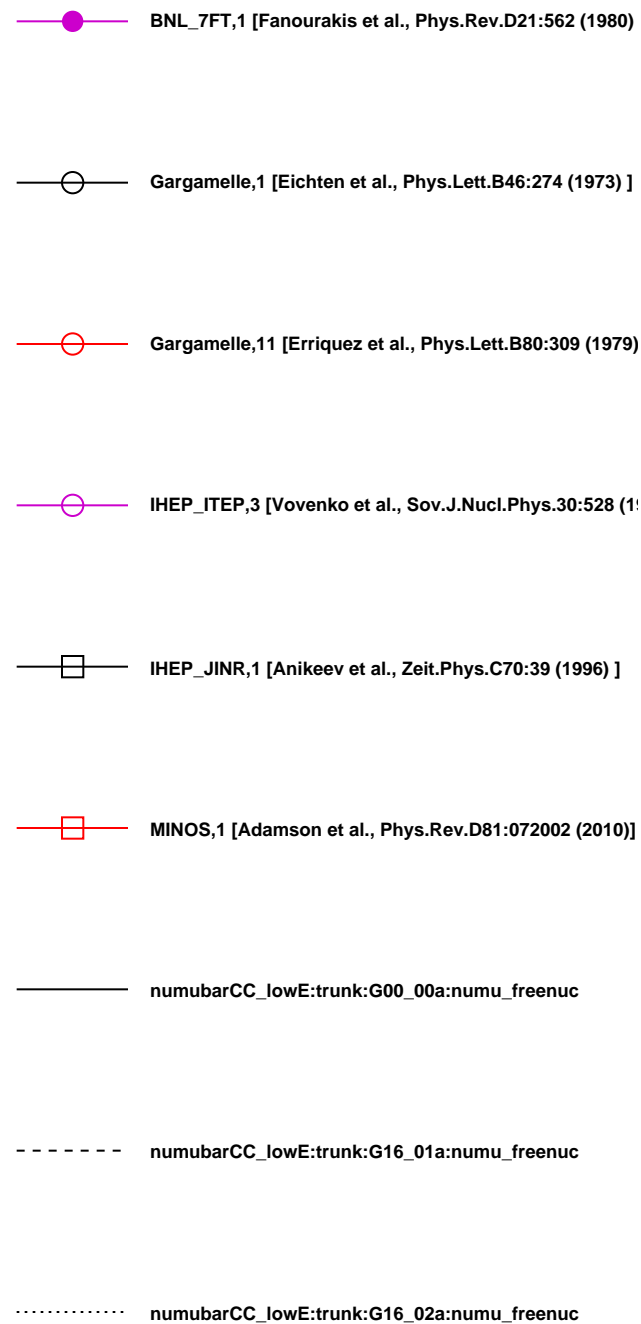 BNL_7FT,1 [Fanourakis et al., Phys.Rev.D21:562 (1980)
Gargamelle,1 [Eichten et al., Phys.Lett.B46:274 (1973) ]
Gargamelle,11 [Erriquez et al., Phys.Lett.B80:309 (1979)
IHEP_ITEP,3 [Vovenko et al., Sov.J.Nucl.Phys.30:528 (19
IHEP_JINR,1 [Anikeev et al., Zeit.Phys.C70:39 (1996) ]
MINOS,1 [Adamson et al., Phys.Rev.D81:072002 (2010)]
numubarCC_lowE:trunk:G00_00a:numu_freenuc
numubarCC_lowE:trunk:G16_01a:numu_freenuc
numubarCC_lowE:trunk:G16_02a:numu_freenuc